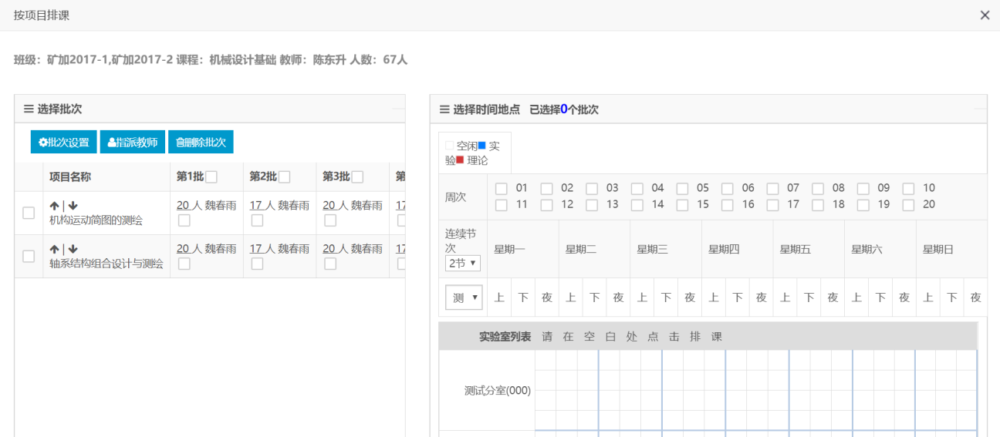 按项目排课
班级：矿加2017-1,矿加2017-2 课程：机械设计基础 教师：陈东升 人数：67人
选择批次
批次设置 指派教师 删除批次
项目名称 第1批 第2批 第3批 第
| 20 人 魏春雨 17 人 魏春雨 20 人 魏春雨 17
机构运动简图的测绘
| 20 人 魏春雨 17 人 魏春雨 20 人 魏春雨 17
轴系结构组合设计与测绘
选择时间地点 已选择0个批次
空闲 实
验 理论
周次
01 02 03 04 05 06 07 08 09 10
11 12 13 14 15 16 17 18 19 20
连续节
次
2节
星期一 星期二 星期三 星期四 星期五 星期六 星期日
测 上 下 夜 上 下 夜 上 下 夜 上 下 夜 上 下 夜 上 下 夜 上 下 夜
实验室列表 请在空白处点击排课
测试分室(000)